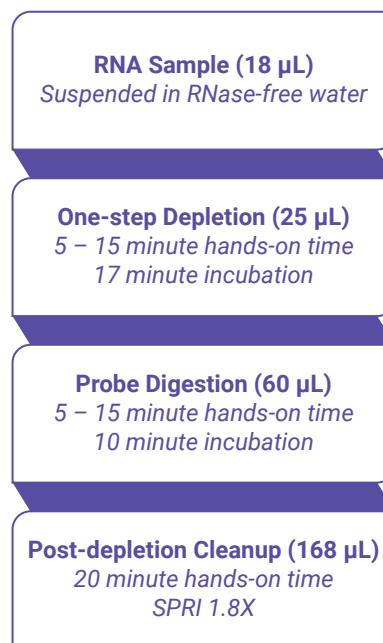 RNA Sample (18 µL)
Suspended in RNase-free water
One-step Depletion (25 µL)
5 – 15 minute hands-on time
17 minute incubation
Probe Digestion (60 µL)
5 – 15 minute hands-on time
10 minute incubation
Post-depletion Cleanup (168 µL)
20 minute hands-on time
SPRI 1.8X